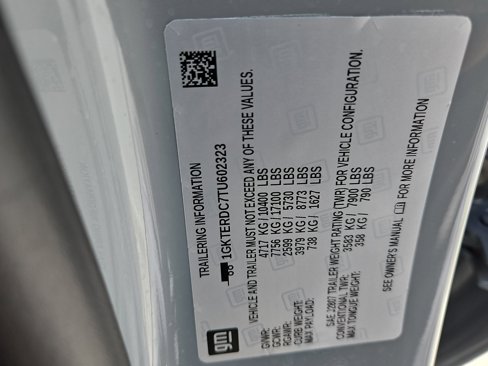 TRAILERING INFORMATION
1GKTERDC7TU602323
gm
VEHICLE AND TRAILER MUST NOT EXCEED ANY OF THESE VALUES.
GVWR: 4717 KG / 10400 LBS
GCWR: 7756 KG / 17100 LBS
RGAWR: 2599 KG / 5730 LBS
CURB WEIGHT: 3979 KG / 8773 LBS
MAX PAYLOAD: 738 KG / 1627 LBS
SAE J2807 TRAILER WEIGHT RATING (TWR) FOR VEHICLE CONFIGURATION.
CONVENTIONAL TWR: 3583 KG / 7900 LBS
MAX TONGUE WEIGHT: 358 KG / 790 LBS
SEE OWNER'S MANUAL FOR MORE INFORMATION